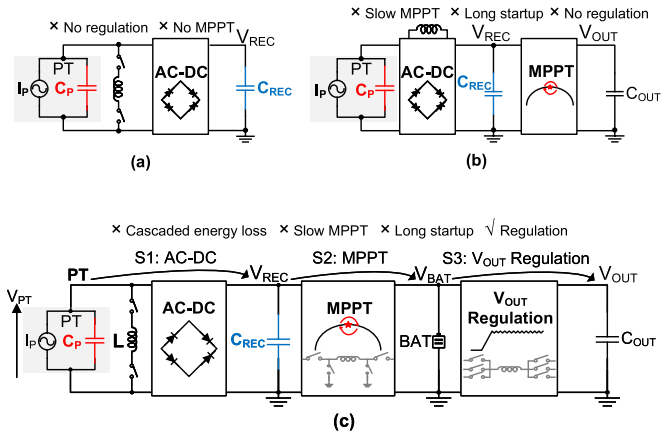 × No regulation × No MPPT
PT
I_P
C_P
AC-DC
V_REC
C_REC
(a)
× Slow MPPT × Long startup × No regulation
PT
I_P
C_P
AC-DC
V_REC
C_REC
MPPT
V_OUT
C_OUT
(b)
× Cascaded energy loss × Slow MPPT × Long startup √ Regulation
PT S1: AC-DC V_REC S2: MPPT V_BAT S3: V_OUT Regulation V_OUT
V_PT
PT
I_P
C_P
L
AC-DC
C_REC
MPPT
BAT
V_OUT
Regulation
C_OUT
(c)